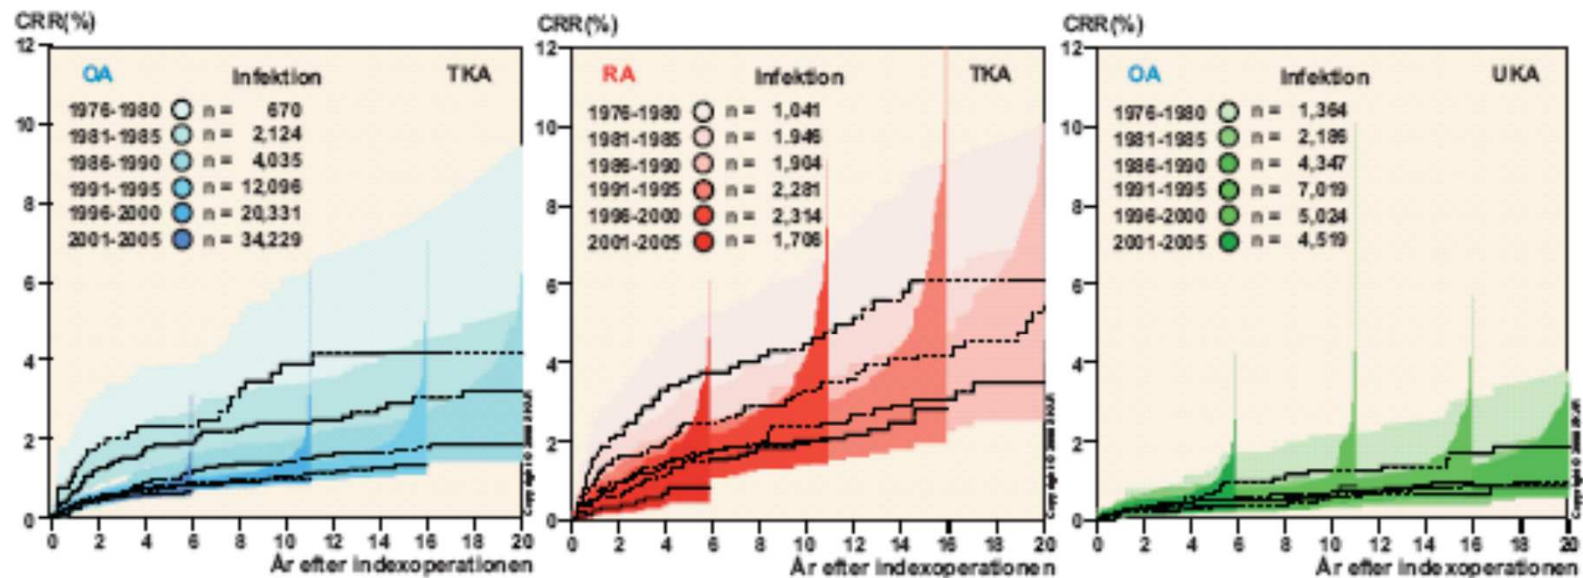 CRR(%)
12
10
8
6
4
2
0
OA Infektion TKA
1976-1980 n = 670
1981-1985 n = 2,124
1986-1990 n = 4,035
1991-1995 n = 12,096
1996-2000 n = 20,331
2001-2005 n = 34,229
0 2 4 6 8 10 12 14 16 18 20
År efter indexoperationen
CRR(%)
12
10
8
6
4
2
0
RA Infektion TKA
1976-1980 n = 1,041
1981-1985 n = 1.946
1986-1990 n = 1,904
1991-1995 n = 2,281
1996-2000 n = 2,314
2001-2005 n = 1,706
0 2 4 6 8 10 12 14 16 18 20
År efter indexoperationen
CRR(%)
12
10
8
6
4
2
0
OA Infektion UKA
1976-1980 n = 1,364
1981-1985 n = 2,186
1986-1990 n = 4,347
1991-1995 n = 7,019
1996-2000 n = 5,024
2001-2005 n = 4,519
0 2 4 6 8 10 12 14 16 18 20
År efter indexoperationen